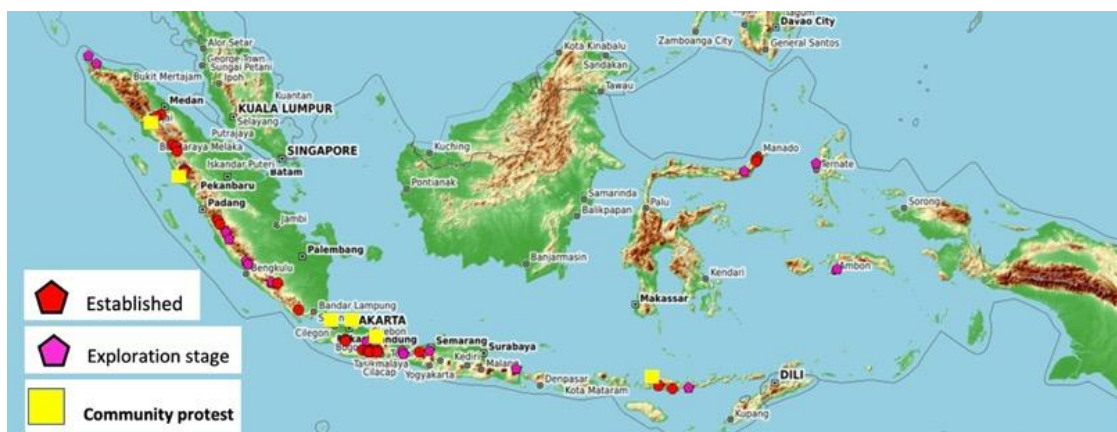 Davao City
Zamboanga City
General Santos
Alor Setar
George Town
Sungai Petani
Kota Kinabalu
Sandakan
Bukit Mertajam
Ipoh
Tawau
Medan
Kuantan
KUALA LUMPUR
Selayang
Putrajaya
Melaka
Manado
Kuching
SINGAPORE
Iskandar Puteri
Batam
Ternate
Pekanbaru
Pontianak
Samarinda
Padang
Palu
Sorong
Balikpapan
Jambi
Palembang
Bengkulu
Banjarmasin
Ambon
Kendari
Established
Bandar Lampung
Makassar
AKARTA
Cilegon
Semarang
Surabaya
Exploration stage
Kediri
Malang
Cilacap
Yogyakarta
Denpasar
DILI
Kota Mataram
Community protest
Kupang